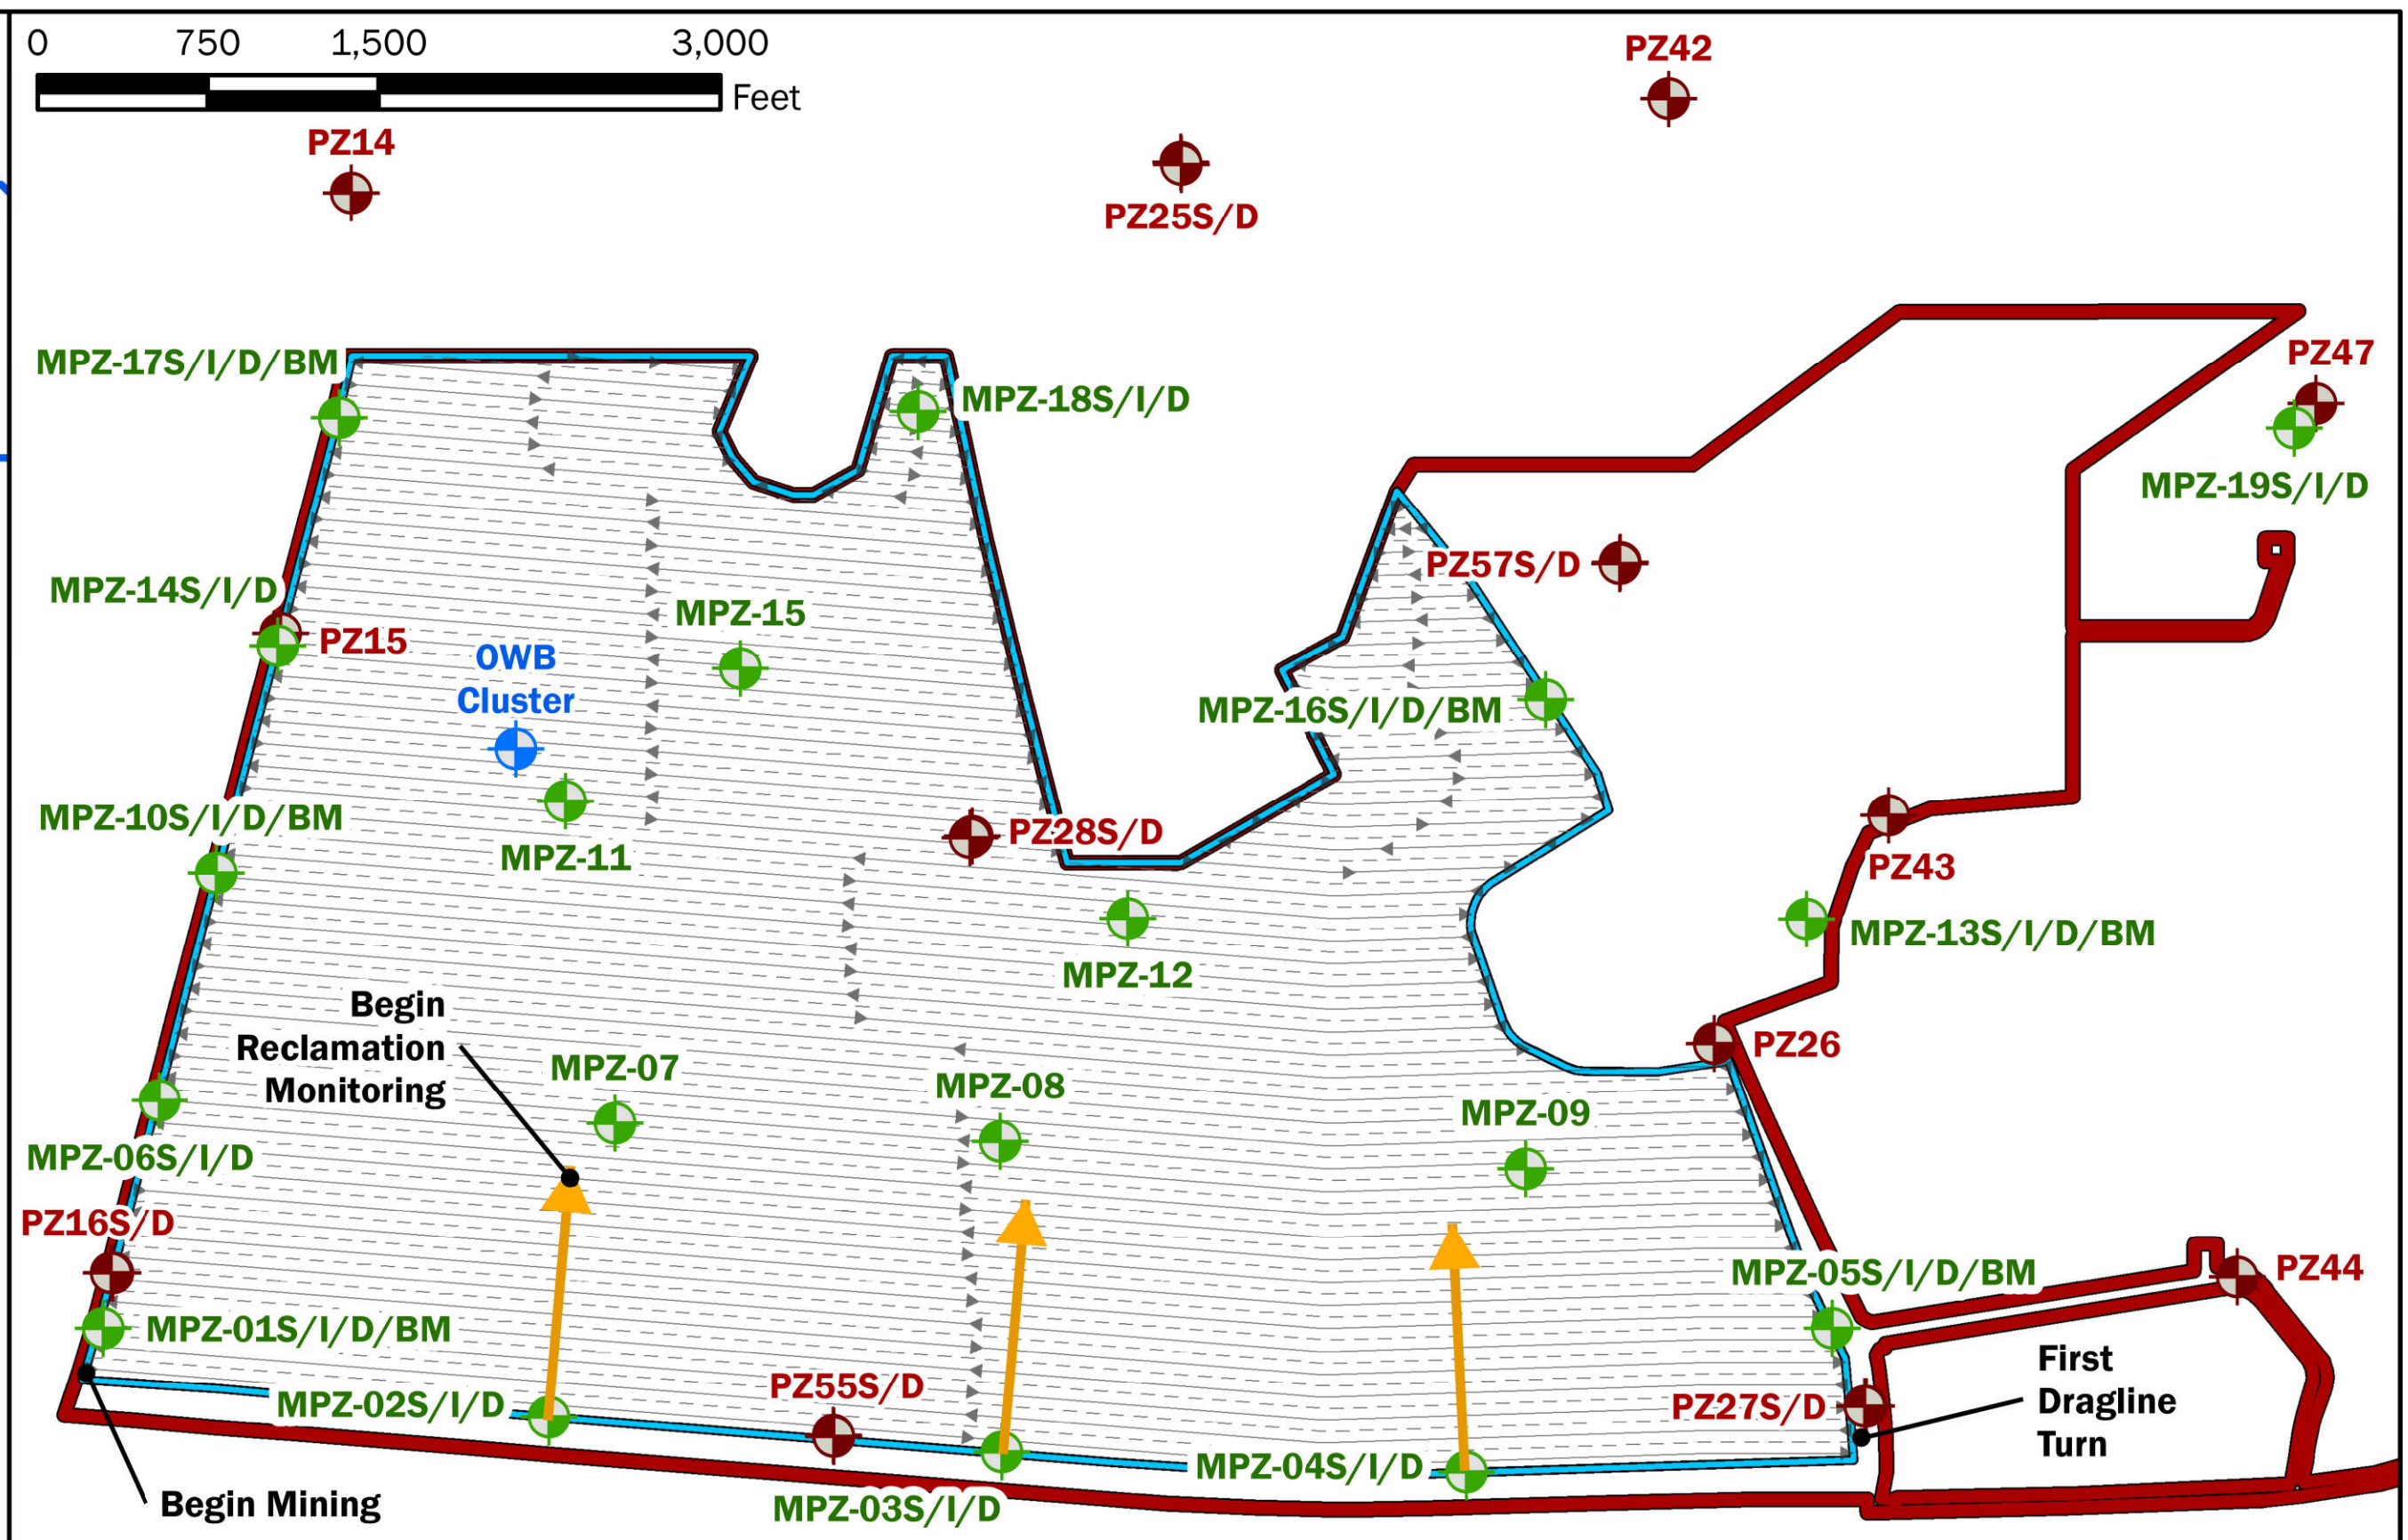 0 750 1,500 3,000
Feet
PZ42
PZ14
PZ25S/D
MPZ-17S/I/D/BM
PZ47
MPZ-18S/I/D
MPZ-19S/I/D
PZ57S/D
MPZ-14S/I/D
MPZ-15
PZ15
OWB
Cluster
MPZ-16S/I/D/BM
MPZ-10S/I/D/BM
PZ28S/D
MPZ-11
PZ43
MPZ-13S/I/D/BM
MPZ-12
Begin
Reclamation
Monitoring
PZ26
MPZ-07
MPZ-08
MPZ-09
MPZ-06S/I/D
PZ16S/D
MPZ-05S/I/D/BM
PZ44
MPZ-01S/I/D/BM
First
Dragline
Turn
PZ55S/D
MPZ-02S/I/D
PZ27S/D
MPZ-04S/I/D
Begin Mining
MPZ-03S/I/D